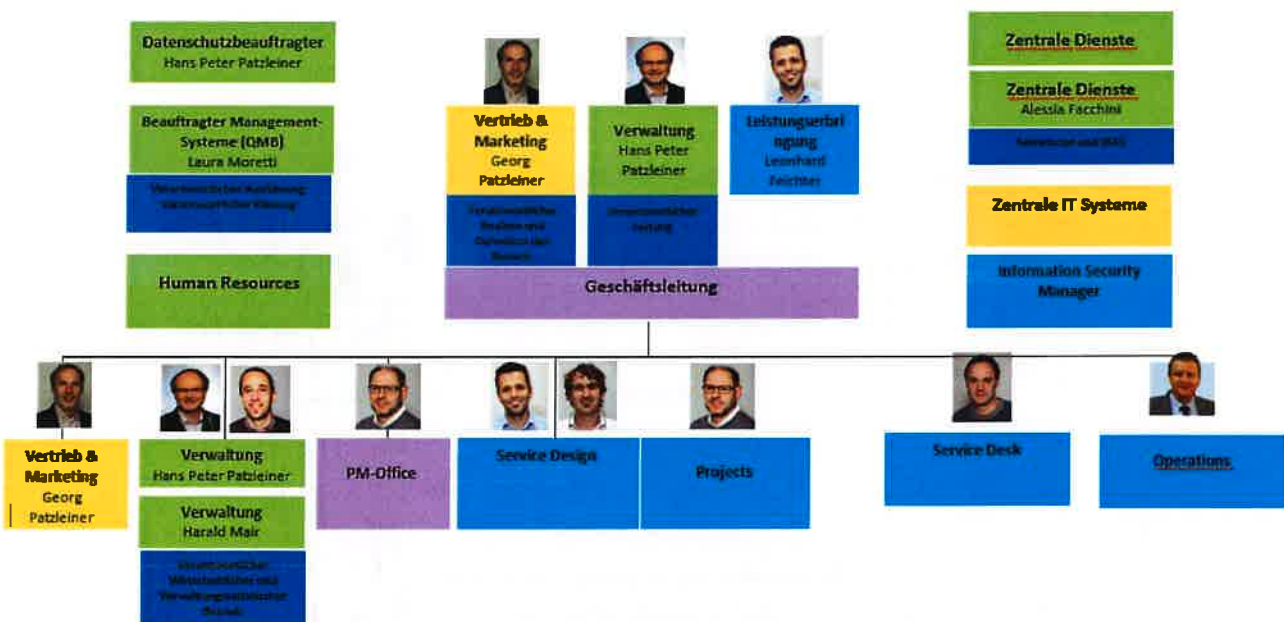 Datenschutzbeauftragter
Hans Peter Patzleiner
Beauftragter Management-
Systeme (QMB)
Laura Moretti
Human Resources
Vertrieb &
Marketing
Georg
Patzleiner
Verwaltung
Hans Peter
Patzleiner
Leistungserbri
ngung
Leonhard
Feichter
Geschäftsleitung
Zentrale Dienste
Zentrale Dienste
Alessia Facchini
Zentrale IT Systeme
Information Security
Manager
Vertrieb &
Marketing
Georg
Patzleiner
Verwaltung
Hans Peter Patzleiner
Verwaltung
Harald Mair
PM-Office
Service Design
Projects
Service Desk
Operations